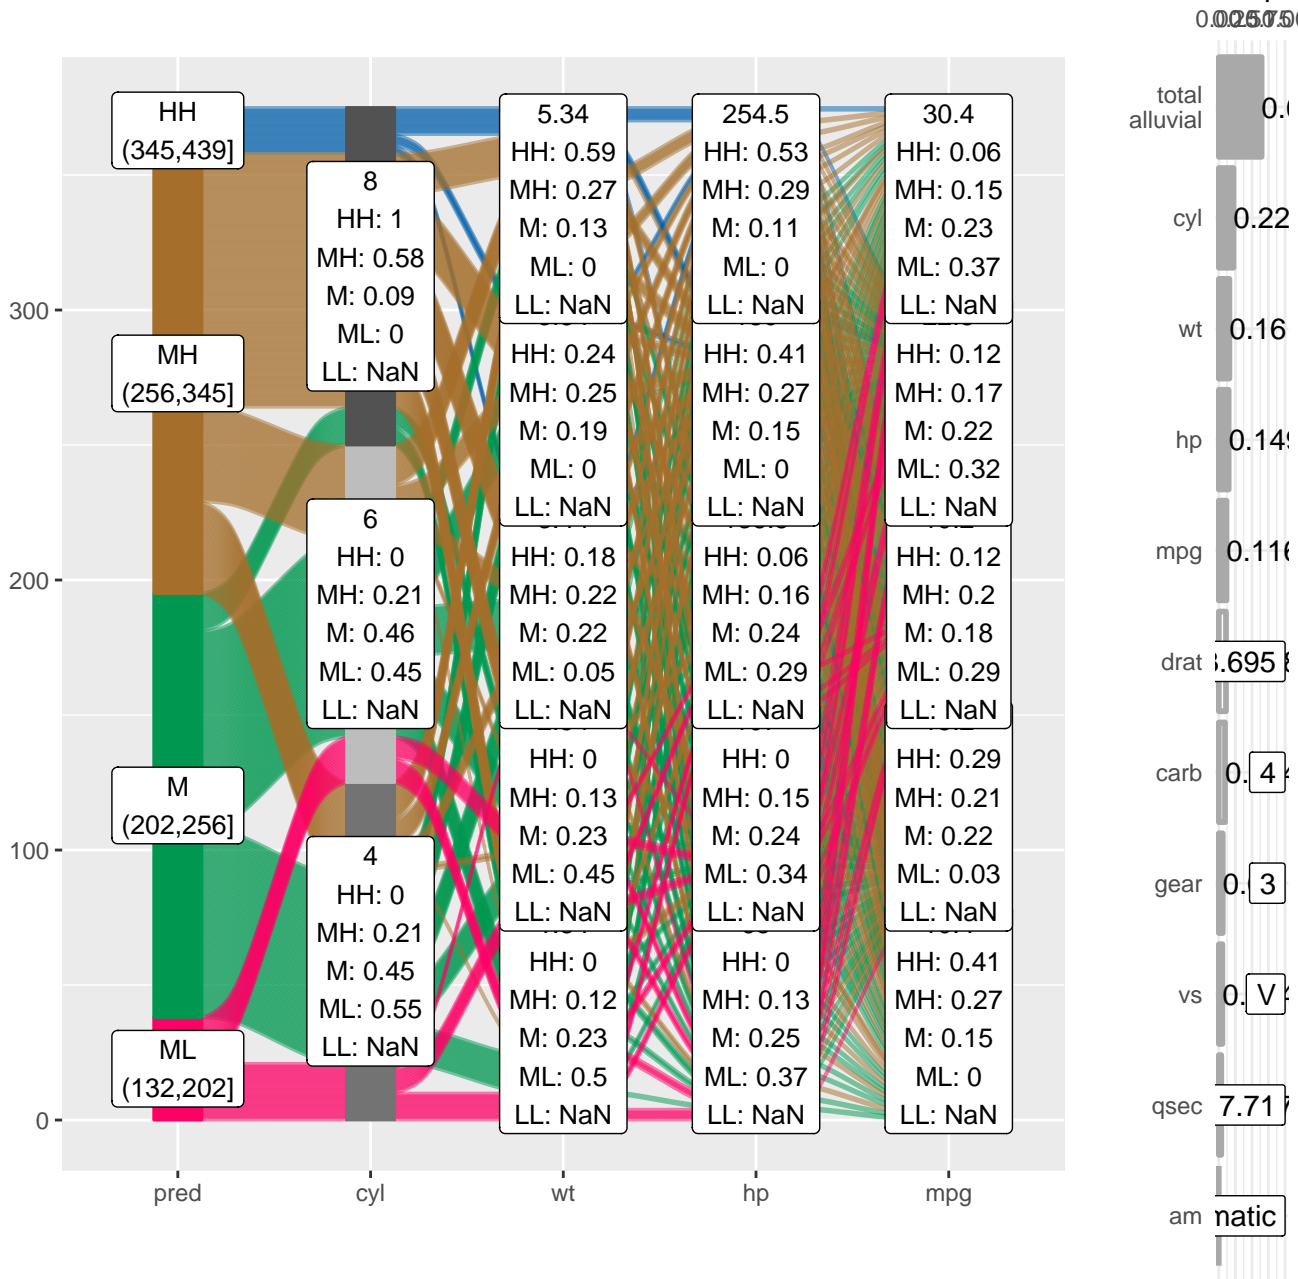 HH
(345,439]
MH
(256,345]
M
(202,256]
ML
(132,202]
8
HH: 1
MH: 0.58
M: 0.09
ML: 0
LL: NaN
6
HH: 0
MH: 0.21
M: 0.46
ML: 0.45
LL: NaN
4
HH: 0
MH: 0.21
M: 0.45
ML: 0.55
LL: NaN
5.34
HH: 0.59
MH: 0.27
M: 0.13
ML: 0
LL: NaN
HH: 0.24
MH: 0.25
M: 0.19
ML: 0
LL: NaN
HH: 0.18
MH: 0.22
M: 0.22
ML: 0.05
LL: NaN
HH: 0
MH: 0.13
M: 0.23
ML: 0.45
LL: NaN
HH: 0
MH: 0.12
M: 0.23
ML: 0.5
LL: NaN
254.5
HH: 0.53
MH: 0.29
M: 0.11
ML: 0
LL: NaN
HH: 0.41
MH: 0.27
M: 0.15
ML: 0
LL: NaN
HH: 0.06
MH: 0.16
M: 0.24
ML: 0.29
LL: NaN
HH: 0
MH: 0.15
M: 0.24
ML: 0.34
LL: NaN
HH: 0
MH: 0.13
M: 0.25
ML: 0.37
LL: NaN
30.4
HH: 0.06
MH: 0.15
M: 0.23
ML: 0.37
LL: NaN
HH: 0.12
MH: 0.17
M: 0.22
ML: 0.32
LL: NaN
HH: 0.12
MH: 0.2
M: 0.18
ML: 0.29
LL: NaN
HH: 0.29
MH: 0.21
M: 0.22
ML: 0.03
LL: NaN
HH: 0.41
MH: 0.27
M: 0.15
ML: 0
LL: NaN
300
200
100
0
pred
cyl
wt
hp
mpg
total
alluvial
cyl
0.22
wt
0.16
hp
0.149
mpg
0.116
drat
.695
carb
4
gear
3
vs
V
qsec
7.71
am
matic